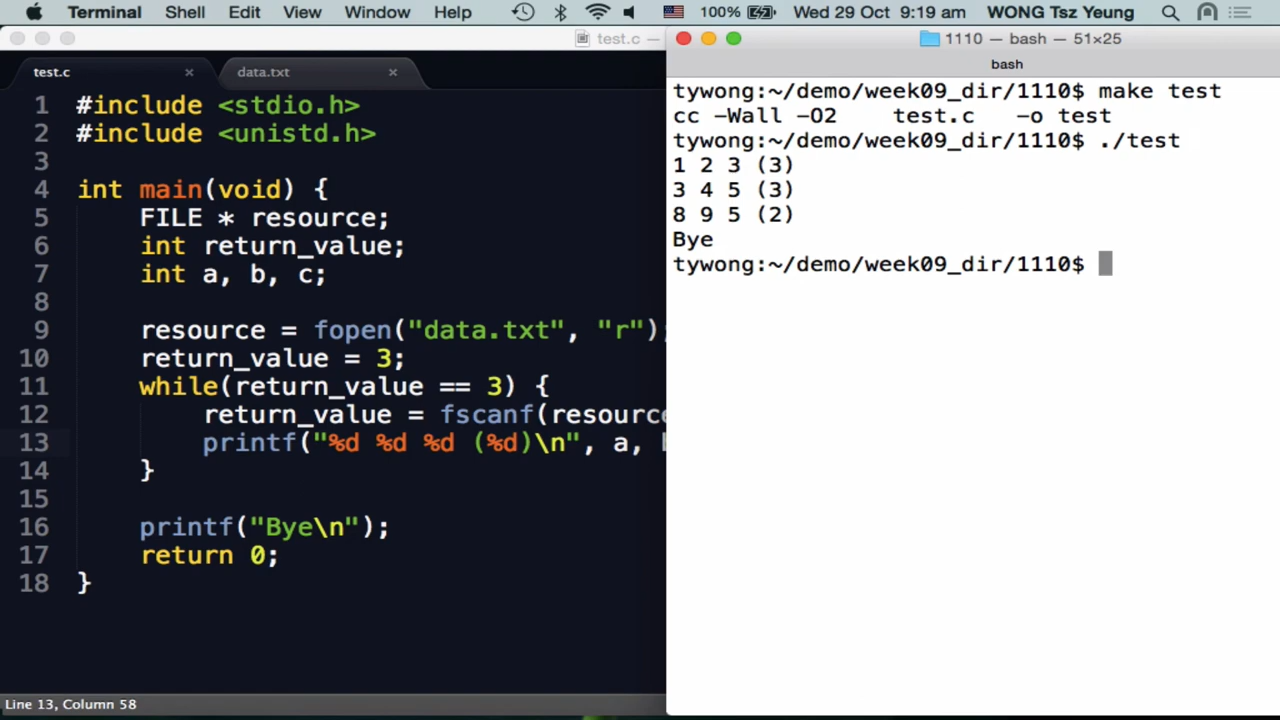 Terminal Shell Edit View Window Help 100% Wed 29 Oct 9:19 am WONG Tsz Yeung
test.c —
test.c × data.txt ×
1 #include <stdio.h>
2 #include <unistd.h>
3
4 int main(void) {
5 FILE * resource;
6 int return_value;
7 int a, b, c;
8
9 resource = fopen("data.txt", "r");
10 return_value = 3;
11 while(return_value == 3) {
12 return_value = fscanf(resource
13 printf("%d %d %d (%d)\n", a, b
14 }
15
16 printf("Bye\n");
17 return 0;
18 }
Line 13, Column 58
1110 — bash — 51×25
bash
tywong:~/demo/week09_dir/1110$ make test
cc -Wall -O2 test.c -o test
tywong:~/demo/week09_dir/1110$ ./test
1 2 3 (3)
3 4 5 (3)
8 9 5 (2)
Bye
tywong:~/demo/week09_dir/1110$